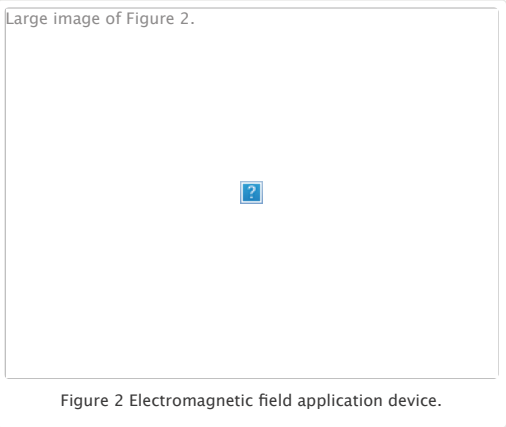 Large image of Figure 2.
?
Figure 2 Electromagnetic field application device.